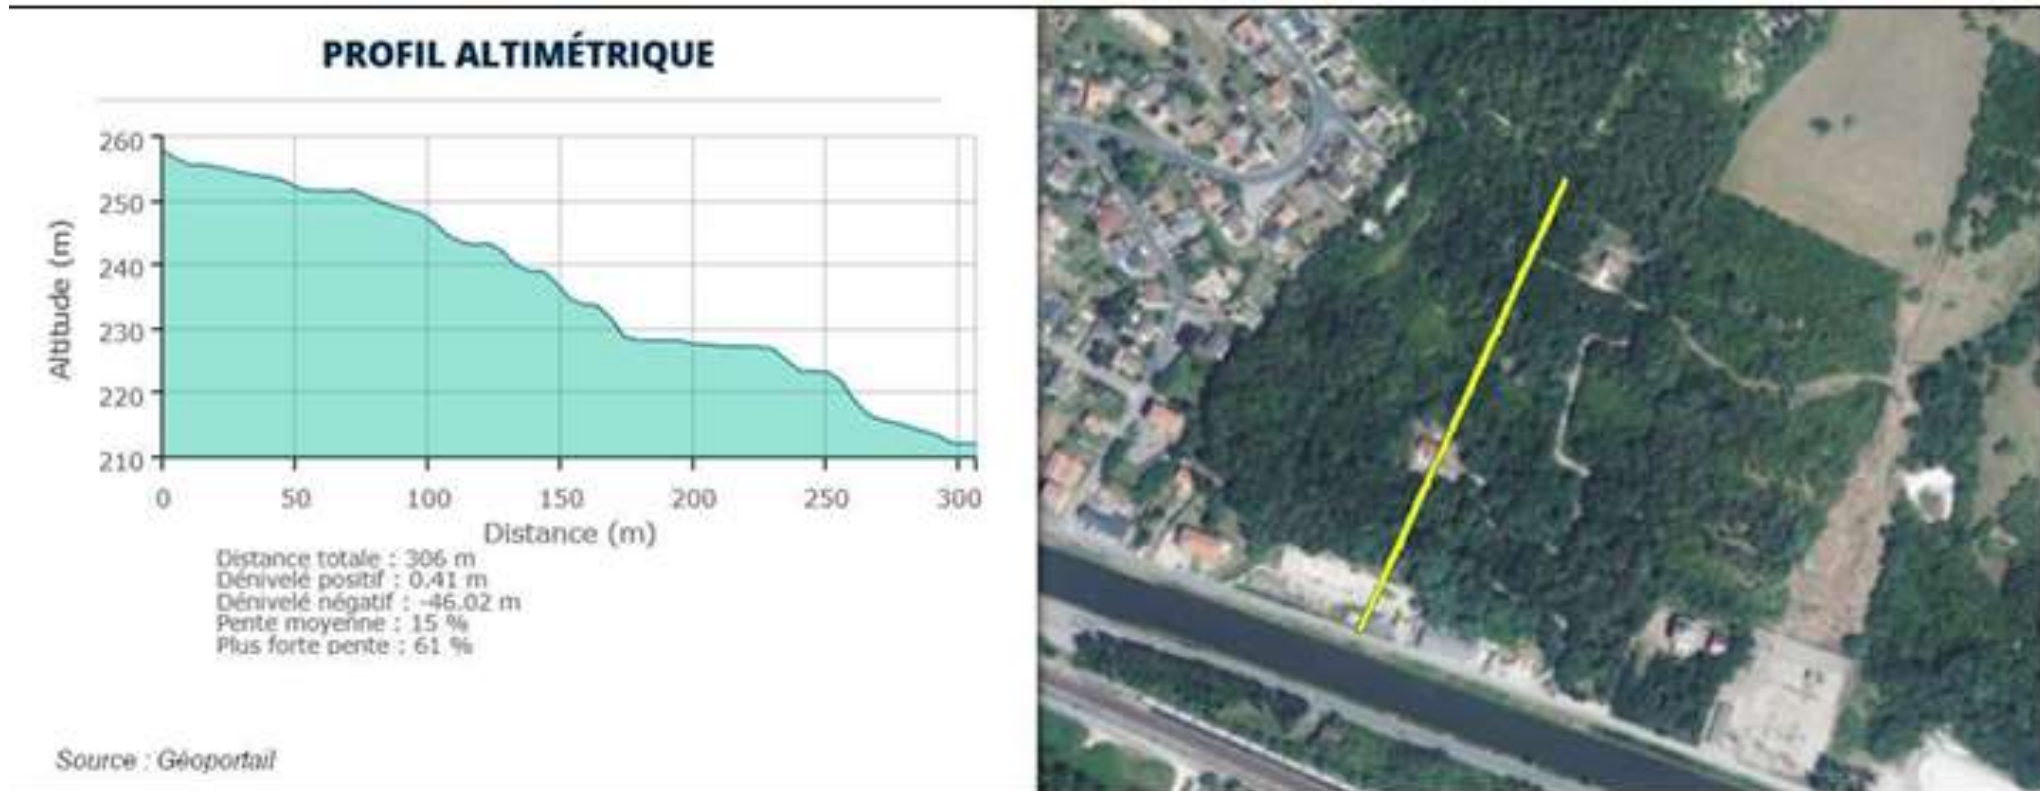 PROFIL ALTIMÉTRIQUE
260
250
240
230
220
210
Altitude (m)
0 50 100 150 200 250 300
Distance (m)
Distance totale : 306 m
Dénivelé positif : 0.41 m
Dénivelé négatif : -46.02 m
Pente moyenne : 15 %
Plus forte pente : 61 %
Source : Géoportail